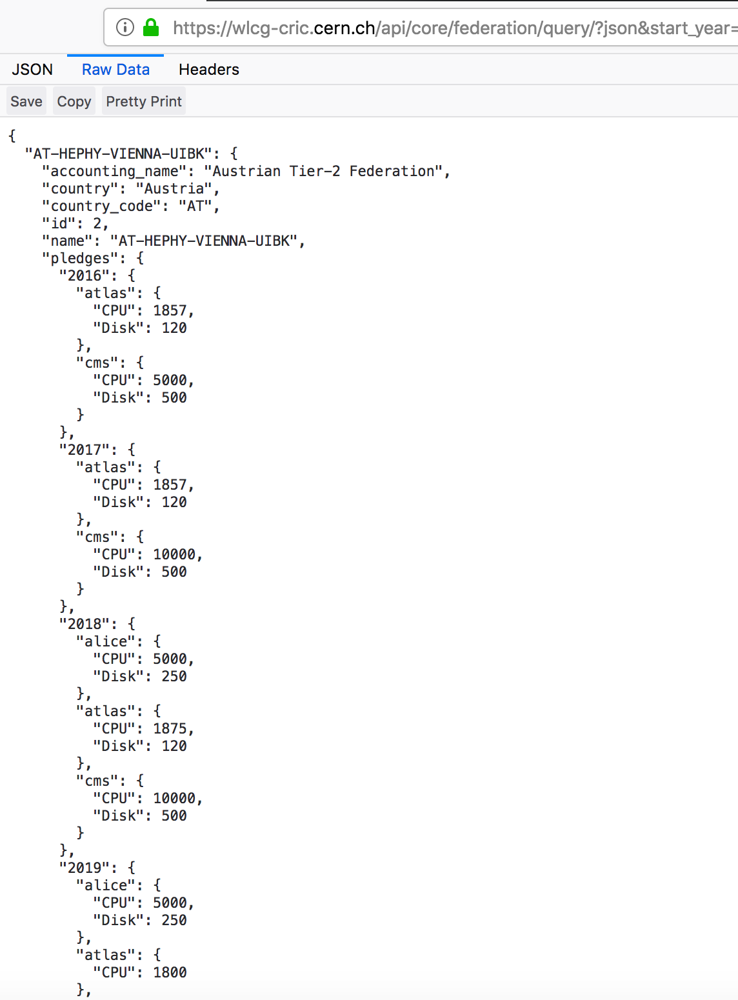 https://wlcg-cric.cern.ch/api/core/federation/query/?json&start_year=
JSON Raw Data Headers
Save Copy Pretty Print
{
  "AT-HEPHY-VIENNA-UIBK": {
    "accounting_name": "Austrian Tier-2 Federation",
    "country": "Austria",
    "country_code": "AT",
    "id": 2,
    "name": "AT-HEPHY-VIENNA-UIBK",
    "pledges": {
      "2016": {
        "atlas": {
          "CPU": 1857,
          "Disk": 120
        },
        "cms": {
          "CPU": 5000,
          "Disk": 500
        }
      },
      "2017": {
        "atlas": {
          "CPU": 1857,
          "Disk": 120
        },
        "cms": {
          "CPU": 10000,
          "Disk": 500
        }
      },
      "2018": {
        "alice": {
          "CPU": 5000,
          "Disk": 250
        },
        "atlas": {
          "CPU": 1875,
          "Disk": 120
        },
        "cms": {
          "CPU": 10000,
          "Disk": 500
        }
      },
      "2019": {
        "alice": {
          "CPU": 5000,
          "Disk": 250
        },
        "atlas": {
          "CPU": 1800
        },